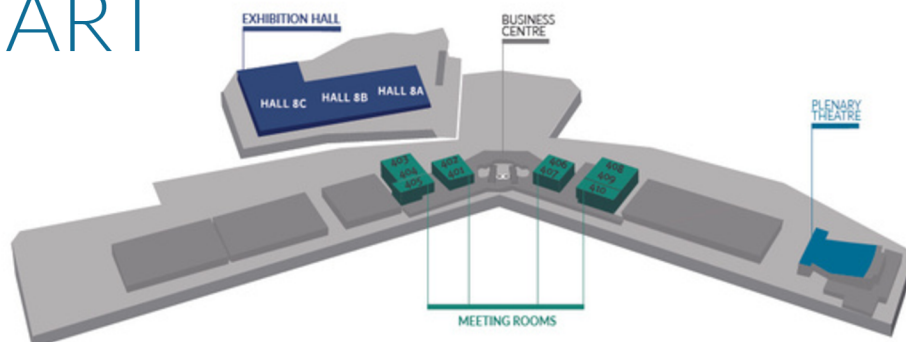 ART
EXHIBITION HALL
BUSINESS
CENTRE
HALL 8C
HALL 8B
HALL 8A
PLENARY
THEATRE
403
404
405
402
401
406
407
408
409
410
MEETING ROOMS